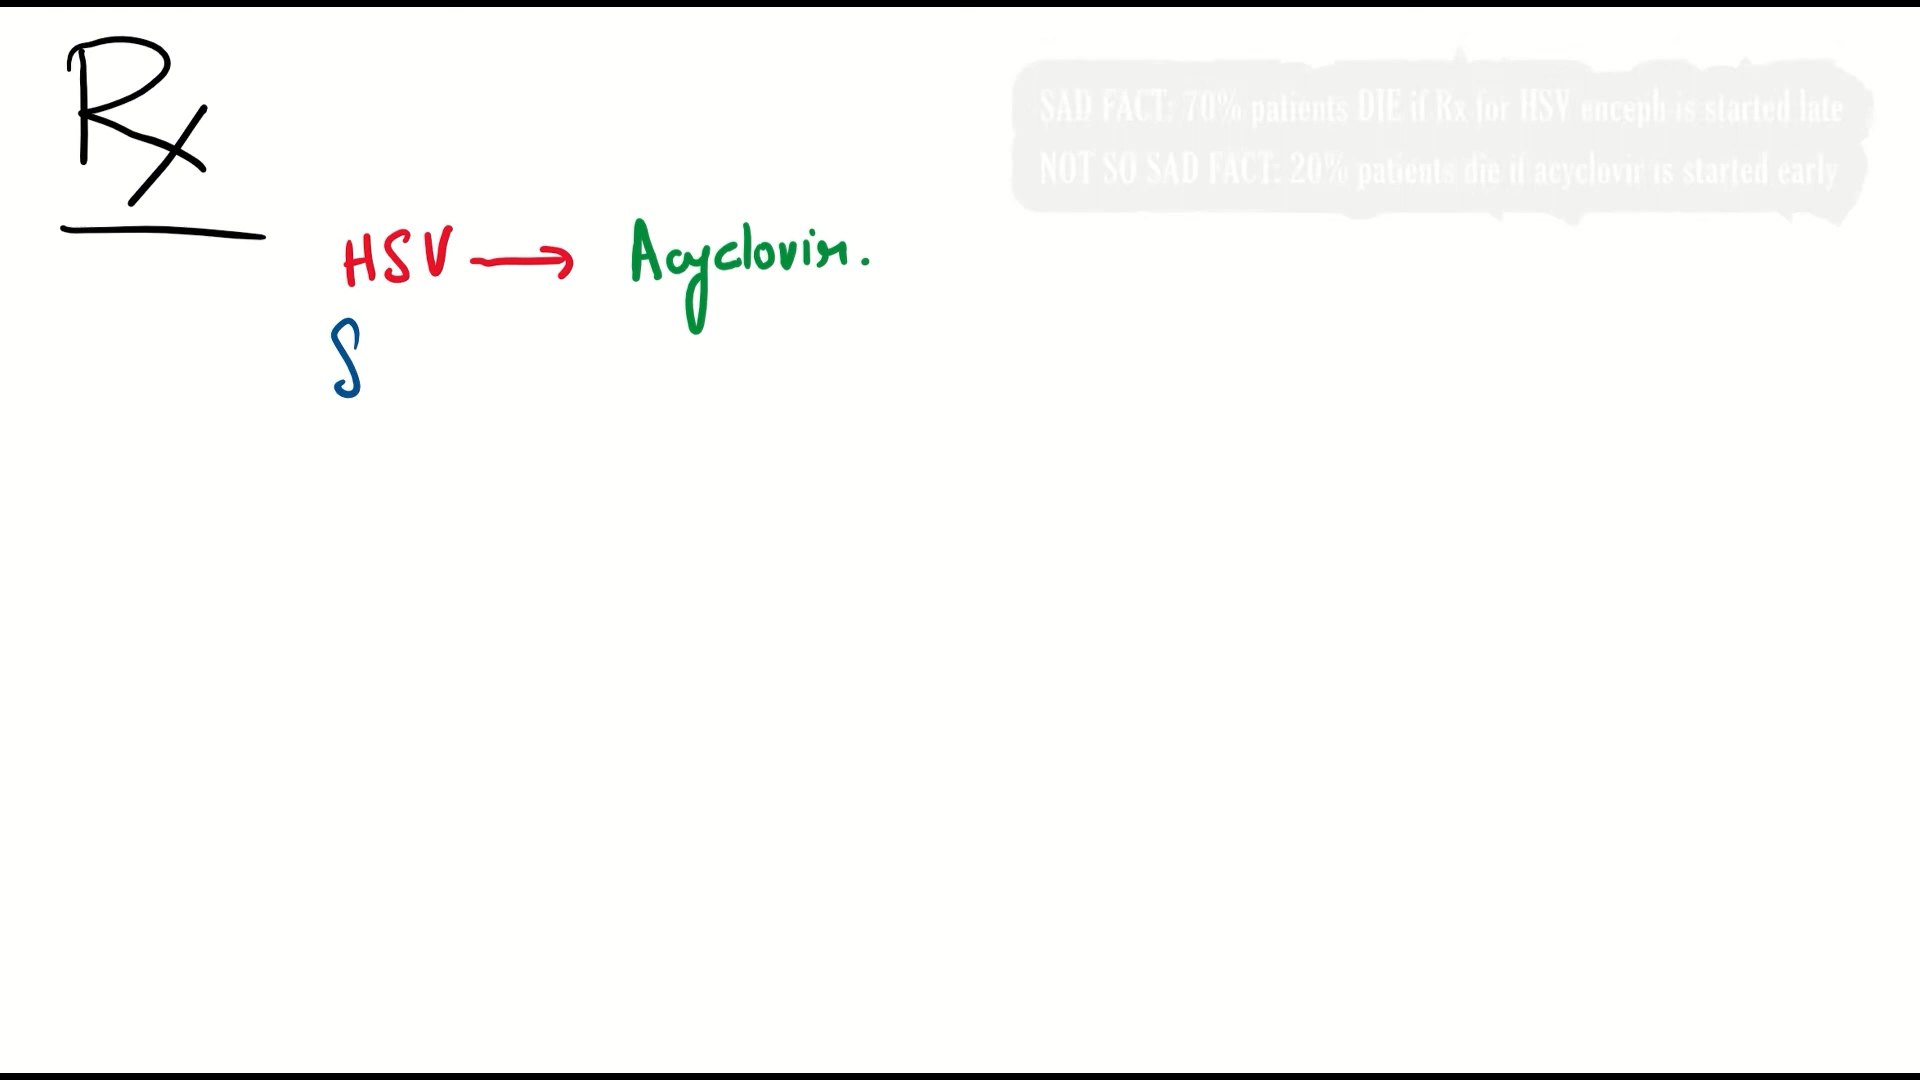 Rx
SAD FACT: 70% patients DIE if Rx for HSV enceph is started late
NOT SO SAD FACT: 20% patients die if acyclovir is started early
HSV → Acyclovir.
S